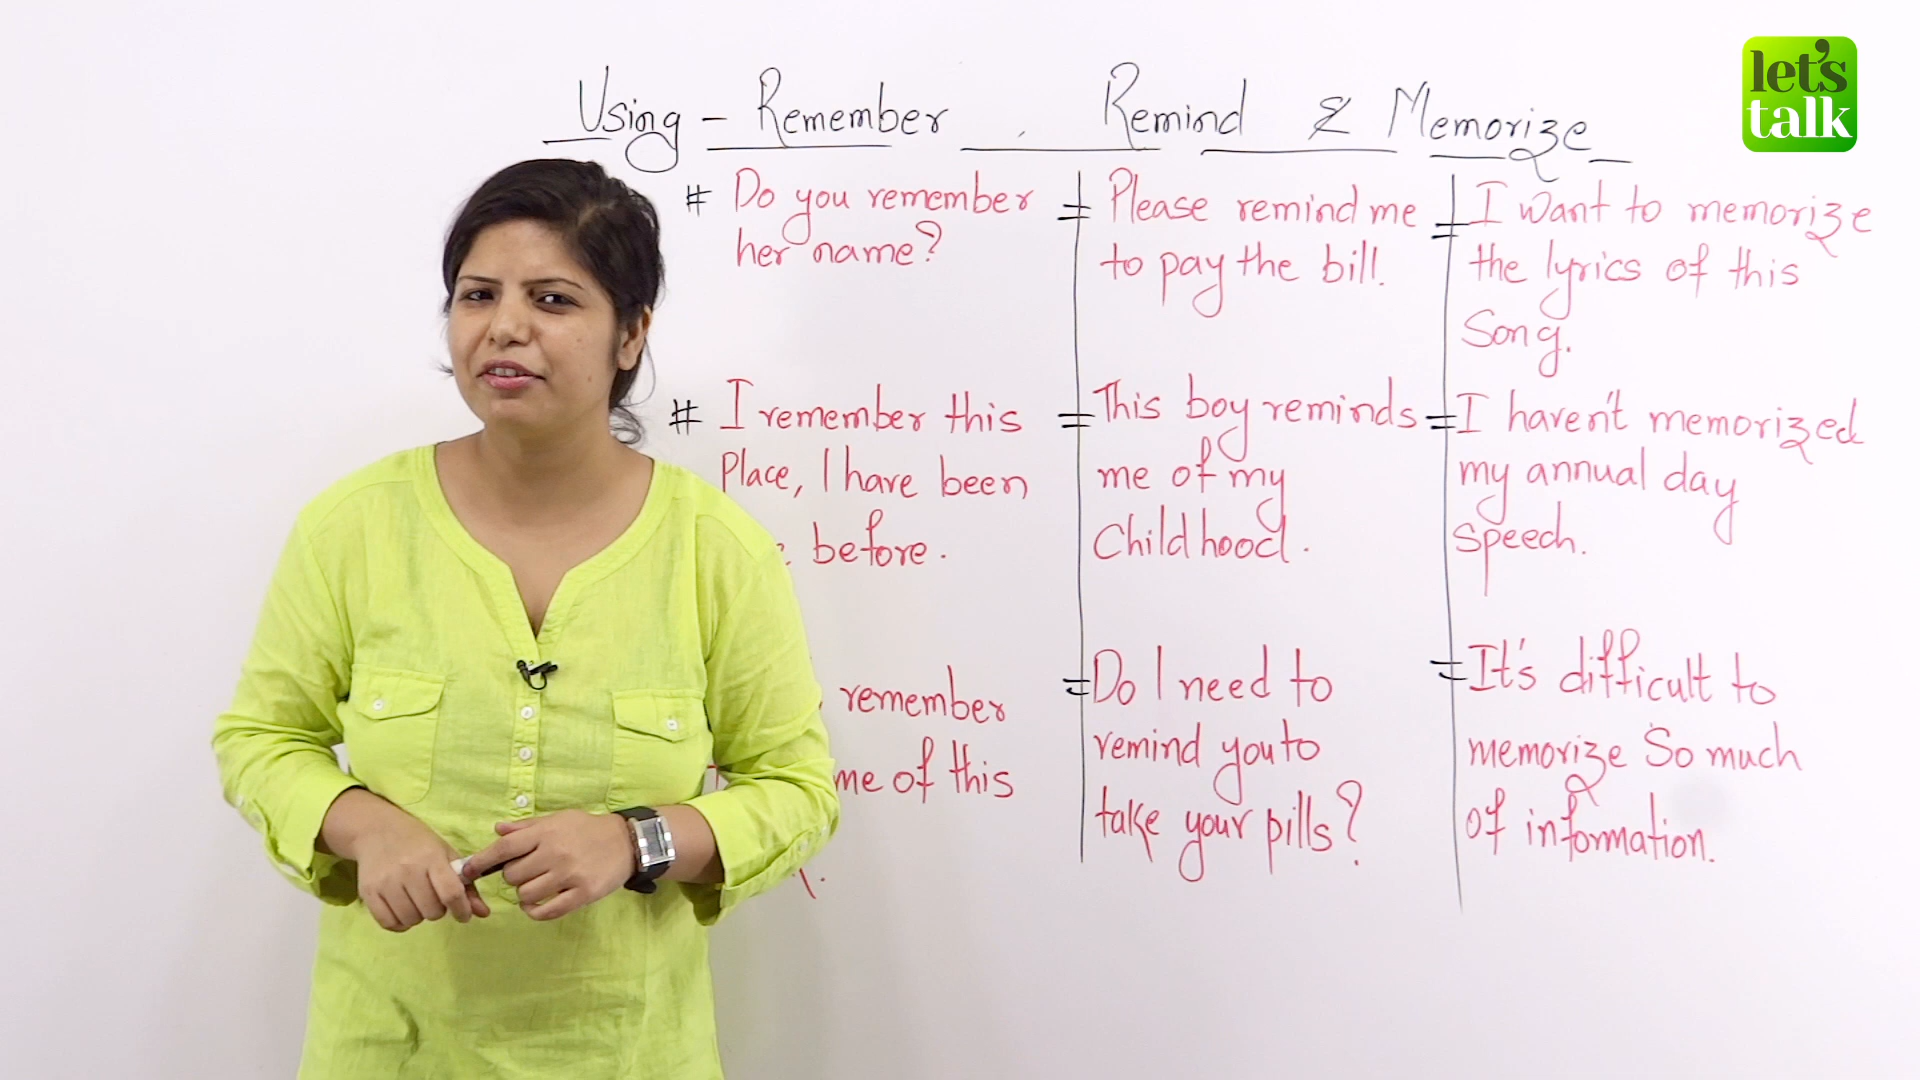 let's
talk
Using - Remember . Remind & Memorize
# Do you remember
her name?
# I remember this
Place, I have been
before.
remember
me of this
= Please remind me
to pay the bill.
= This boy reminds
me of my
Childhood.
= Do I need to
remind you to
take your pills?
= I want to memorize
the lyrics of this
Song.
= I haven't memorized
my annual day
speech.
= It's difficult to
memorize So much
of information.